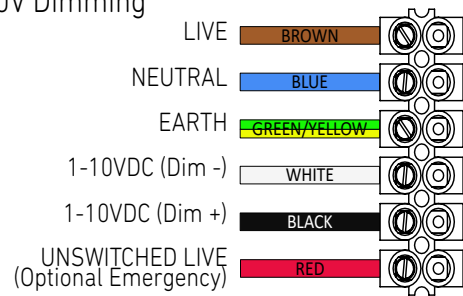 Dimming
LIVE BROWN
NEUTRAL BLUE
EARTH GREEN/YELLOW
1-10VDC (Dim -) WHITE
1-10VDC (Dim +) BLACK
UNSWITCHED LIVE
(Optional Emergency) RED